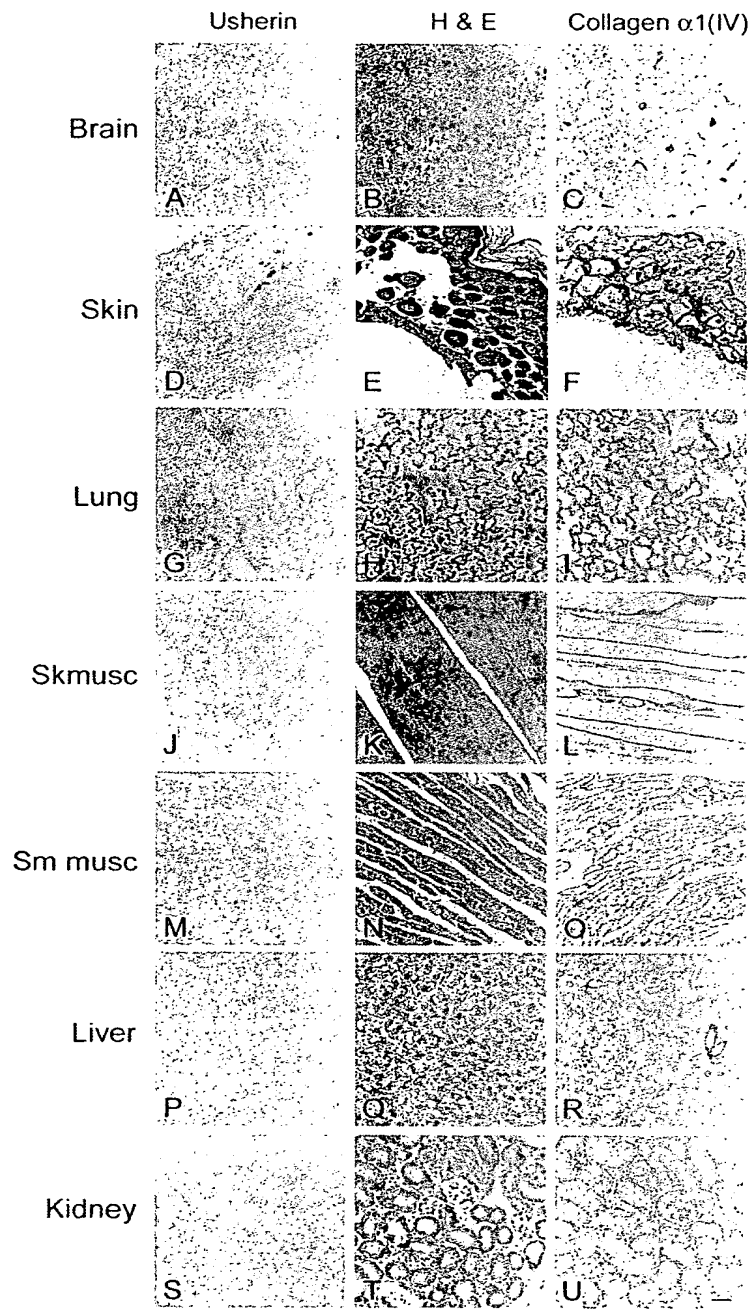 Usherin H & E Collagen α1(IV)
Brain A B C
Skin D E F
Lung G H I
Skmusc J K L
Sm musc M N O
Liver P Q R
Kidney S T U